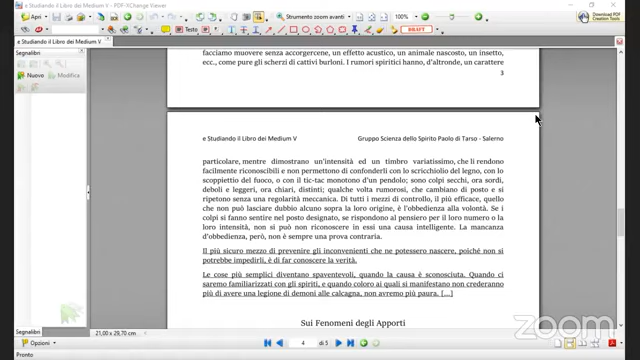 e Studiando il Libro dei Medium V - PDF-XChange Viewer
Apri
Strumento zoom avanti
100%
Download PDF
Creation Tools
Testo
DRAFT
e Studiando il Libro dei Medium V
Segnalibri
Nuovo Modifica
facciamo muovere senza accorgercene, un effetto acustico, un animale nascosto, un insetto,
ecc., come pure gli scherzi di cattivi burloni. I rumori spiritici hanno, d'altronde, un carattere
3
e Studiando il Libro dei Medium V Gruppo Scienza dello Spirito Paolo di Tarso - Salerno
particolare, mentre dimostrano un'intensità ed un timbro variatissimo, che li rendono
facilmente riconoscibili e non permettono di confonderli con lo scricchiolio del legno, con lo
scoppiettio del fuoco, o con il tic-tac monotono d'un pendolo; sono colpi secchi, ora sordi,
deboli e leggeri, ora chiari, distinti; qualche volta rumorosi, che cambiano di posto e si
ripetono senza una regolarità meccanica. Di tutti i mezzi di controllo, il più efficace, quello
che non può lasciare dubbio alcuno sopra la loro origine, è l'obbedienza alla volontà. Se i
colpi si fanno sentire nel posto designato, se rispondono al pensiero per il loro numero o la
loro intensità, non si può non riconoscere in essi una causa intelligente. La mancanza
d'obbedienza, però, non è sempre una prova contraria.
Il più sicuro mezzo di prevenire gli inconvenienti che ne potessero nascere, poiché non si
potrebbe impedirli, è di far conoscere la verità.
Le cose più semplici diventano spaventevoli, quando la causa è sconosciuta. Quando ci
saremo familiarizzati con gli spiriti, e quando coloro ai quali si manifestano non crederanno
più di avere una legione di demoni alle calcagna, non avremo più paura. [...]
Sui Fenomeni degli Apporti
Segnalibri
21,00 x 29,70 cm
Opzioni
4 di 5
Pronto
zoom